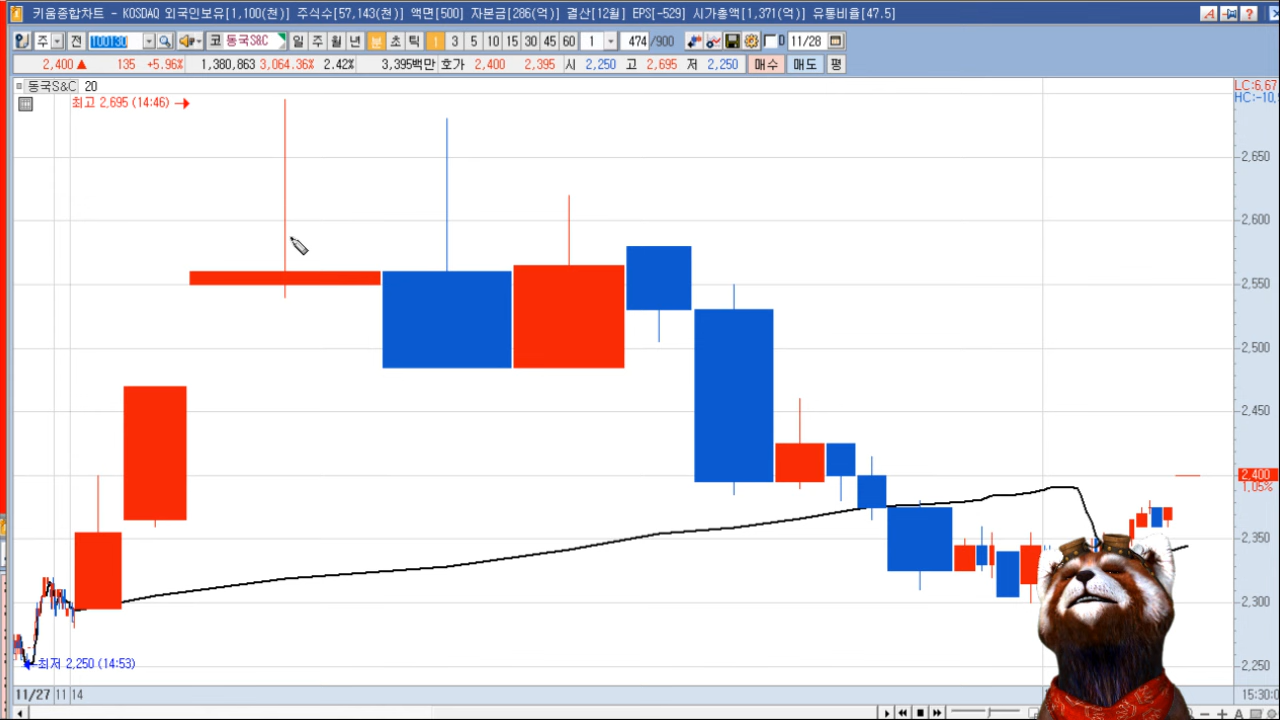 키움종합차트 - KOSDAQ 외국인보유[1,100(천)] 주식수[57,143(천)] 액면[500] 자본금[286(억)] 결산[12월] EPS[-529] 시가총액[1,371(억)] 유통비율[47.5]
주 전 100130 코 동국S&C 일 주 월 년 분 초 틱 1 3 5 10 15 30 45 60 1 474 /900 11/28
2,400 ▲ 135 +5.96% 1,380,863 3,064.36% 2.42% 3,395백만 호가 2,400 2,395 시 2,250 고 2,695 저 2,250 매수 매도 평
동국S&C 20
LC:6,67
HC:-10,
최고 2,695 (14:46) →
2,650
2,600
2,550
2,500
2,450
2,400
1.05%
2,350
2,300
2,250
← 최저 2,250 (14:53)
11/27 11 14
15:30:0